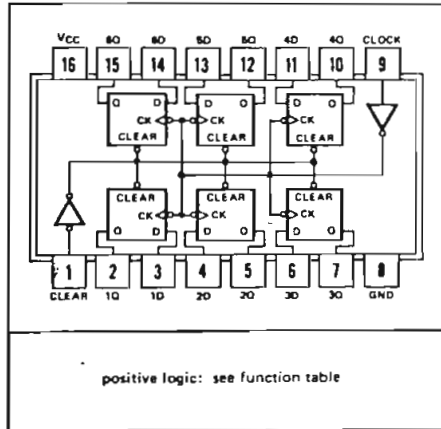 VCC 6Q 6D 5D 5Q 4D 4Q CLOCK
16 15 14 13 12 11 10 9
Q D D Q D Q
CK CK CK
CLEAR CLEAR CLEAR
CLEAR CLEAR CLEAR
CK CK CK
Q D D Q D Q
1 2 3 4 5 6 7 8
CLEAR 1Q 1D 2D 2Q 3D 3Q GND
positive logic: see function table